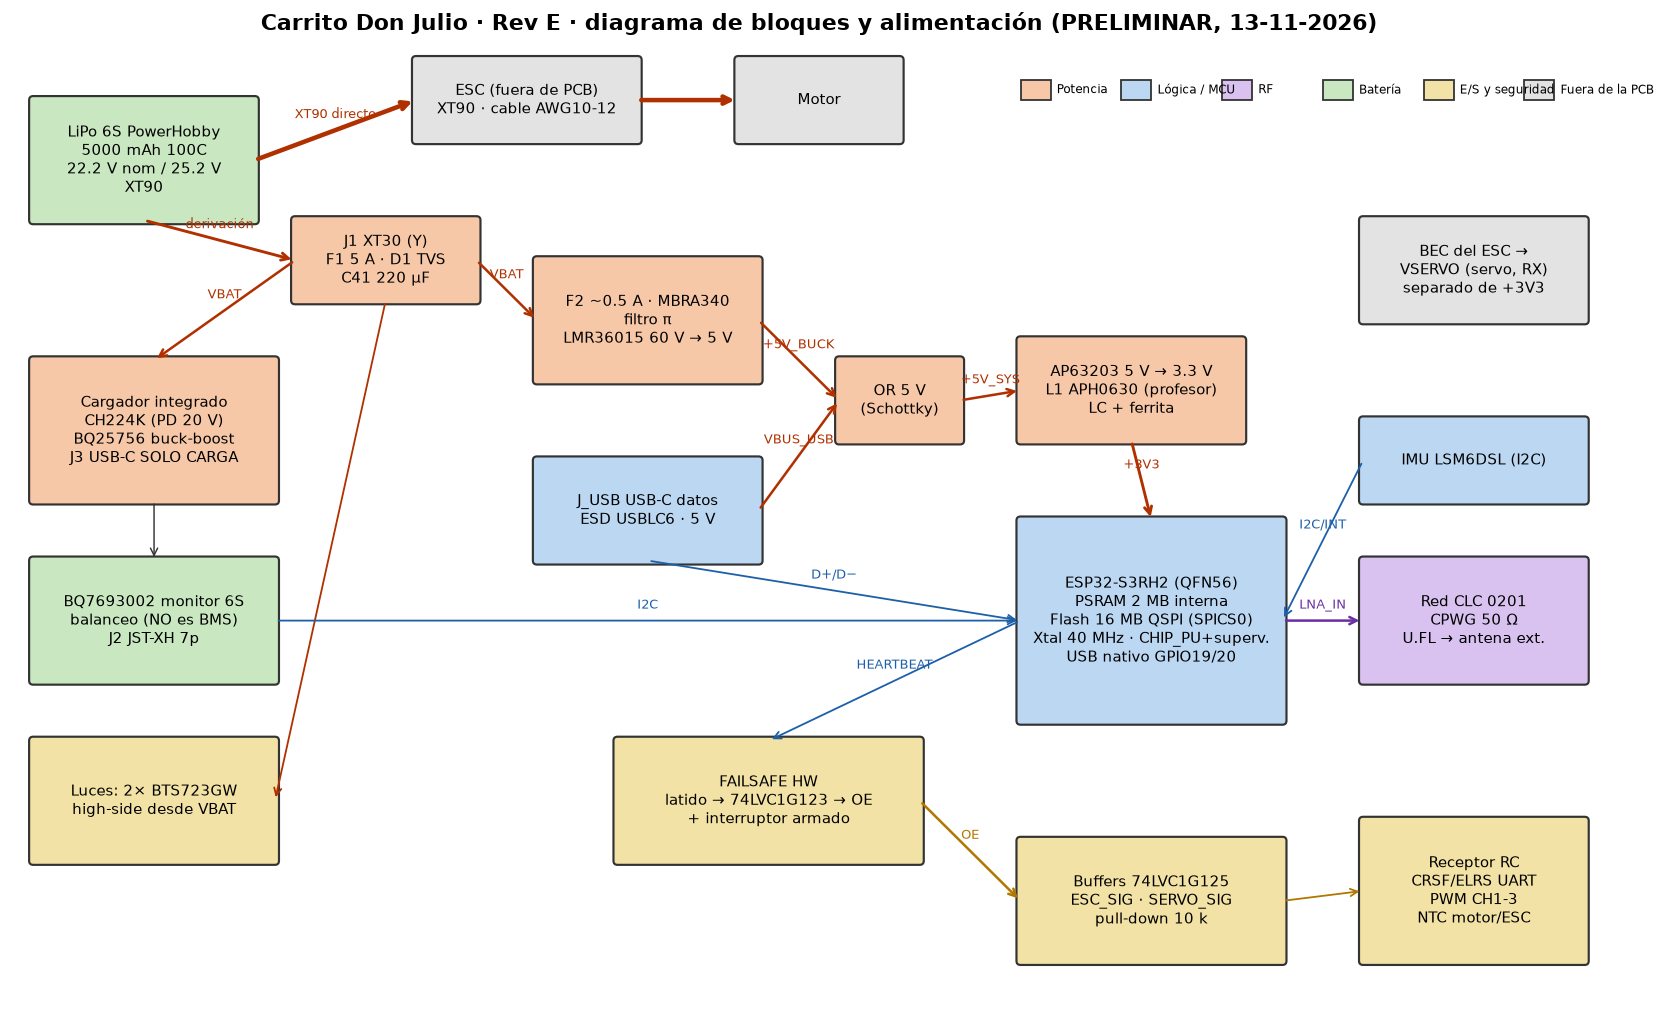 Carrito Don Julio · Rev E · diagrama de bloques y alimentación (PRELIMINAR, 13-11-2026)
Potencia
Lógica / MCU
RF
Batería
E/S y seguridad
Fuera de la PCB
LiPo 6S PowerHobby
5000 mAh 100C
22.2 V nom / 25.2 V
XT90
XT90 directo
ESC (fuera de PCB)
XT90 · cable AWG10-12
Motor
derivación
J1 XT30 (Y)
F1 5 A · D1 TVS
C41 220 µF
VBAT
VBAT
F2 ~0.5 A · MBRA340
filtro π
LMR36015 60 V → 5 V
+5V_BUCK
OR 5 V
(Schottky)
+5V_SYS
AP63203 5 V → 3.3 V
L1 APH0630 (profesor)
LC + ferrita
BEC del ESC →
VSERVO (servo, RX)
separado de +3V3
Cargador integrado
CH224K (PD 20 V)
BQ25756 buck-boost
J3 USB-C SOLO CARGA
VBUS_USB
J_USB USB-C datos
ESD USBLC6 · 5 V
+3V3
IMU LSM6DSL (I2C)
I2C/INT
D+/D−
I2C
BQ7693002 monitor 6S
balanceo (NO es BMS)
J2 JST-XH 7p
ESP32-S3RH2 (QFN56)
PSRAM 2 MB interna
Flash 16 MB QSPI (SPICS0)
Xtal 40 MHz · CHIP_PU+superv.
USB nativo GPIO19/20
LNA_IN
Red CLC 0201
CPWG 50 Ω
U.FL → antena ext.
HEARTBEAT
Luces: 2× BTS723GW
high-side desde VBAT
FAILSAFE HW
latido → 74LVC1G123 → OE
+ interruptor armado
OE
Buffers 74LVC1G125
ESC_SIG · SERVO_SIG
pull-down 10 k
Receptor RC
CRSF/ELRS UART
PWM CH1-3
NTC motor/ESC